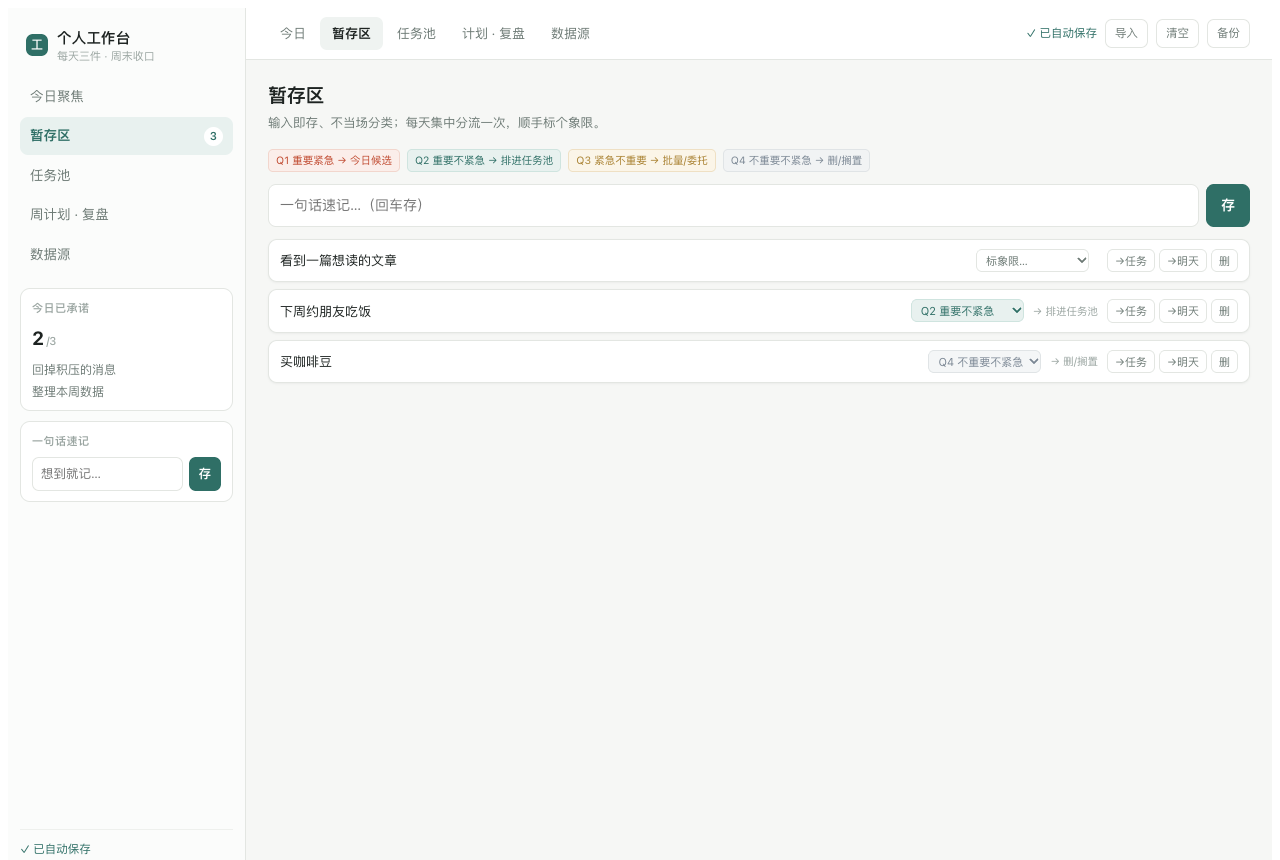 工
个人工作台
每天三件 · 周末收口
今日聚焦
暂存区
3
任务池
周计划 · 复盘
数据源
今日已承诺
2 /3
回掉积压的消息
整理本周数据
一句话速记
想到就记...
存
✓ 已自动保存
今日
暂存区
任务池
计划 · 复盘
数据源
✓ 已自动保存
导入
清空
备份
暂存区
输入即存、不当场分类；每天集中分流一次，顺手标个象限。
Q1 重要紧急 → 今日候选
Q2 重要不紧急 → 排进任务池
Q3 紧急不重要 → 批量/委托
Q4 不重要不紧急 → 删/搁置
一句话速记...（回车存）
存
看到一篇想读的文章
标象限...
→任务
→明天
删
下周约朋友吃饭
Q2 重要不紧急
→ 排进任务池
→任务
→明天
删
买咖啡豆
Q4 不重要不紧急
→ 删/搁置
→任务
→明天
删